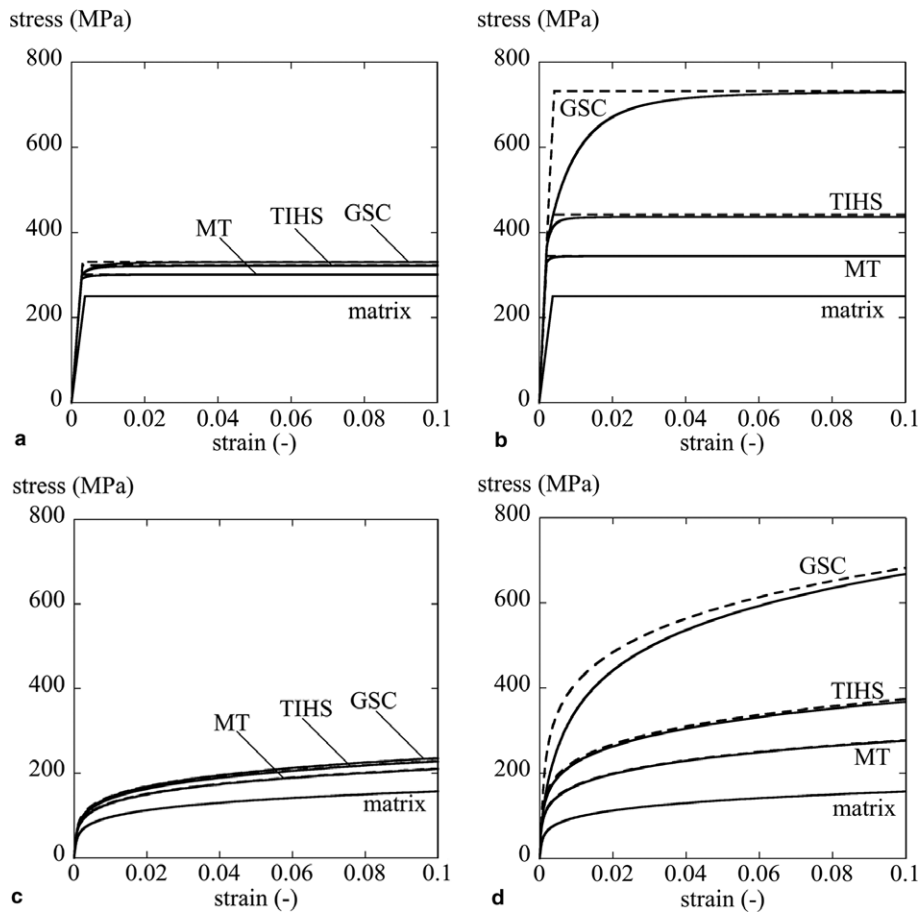 stress (MPa)
800
600
400
200
0
GSC
TIHS
MT
matrix
0
0.02
0.04
0.06
0.08
0.1
a
strain (-)
stress (MPa)
800
600
400
200
0
GSC
TIHS
MT
matrix
0
0.02
0.04
0.06
0.08
0.1
b
strain (-)
stress (MPa)
800
600
400
200
0
GSC
TIHS
MT
matrix
0
0.02
0.04
0.06
0.08
0.1
c
strain (-)
stress (MPa)
800
600
400
200
0
GSC
TIHS
MT
matrix
0
0.02
0.04
0.06
0.08
0.1
d
strain (-)